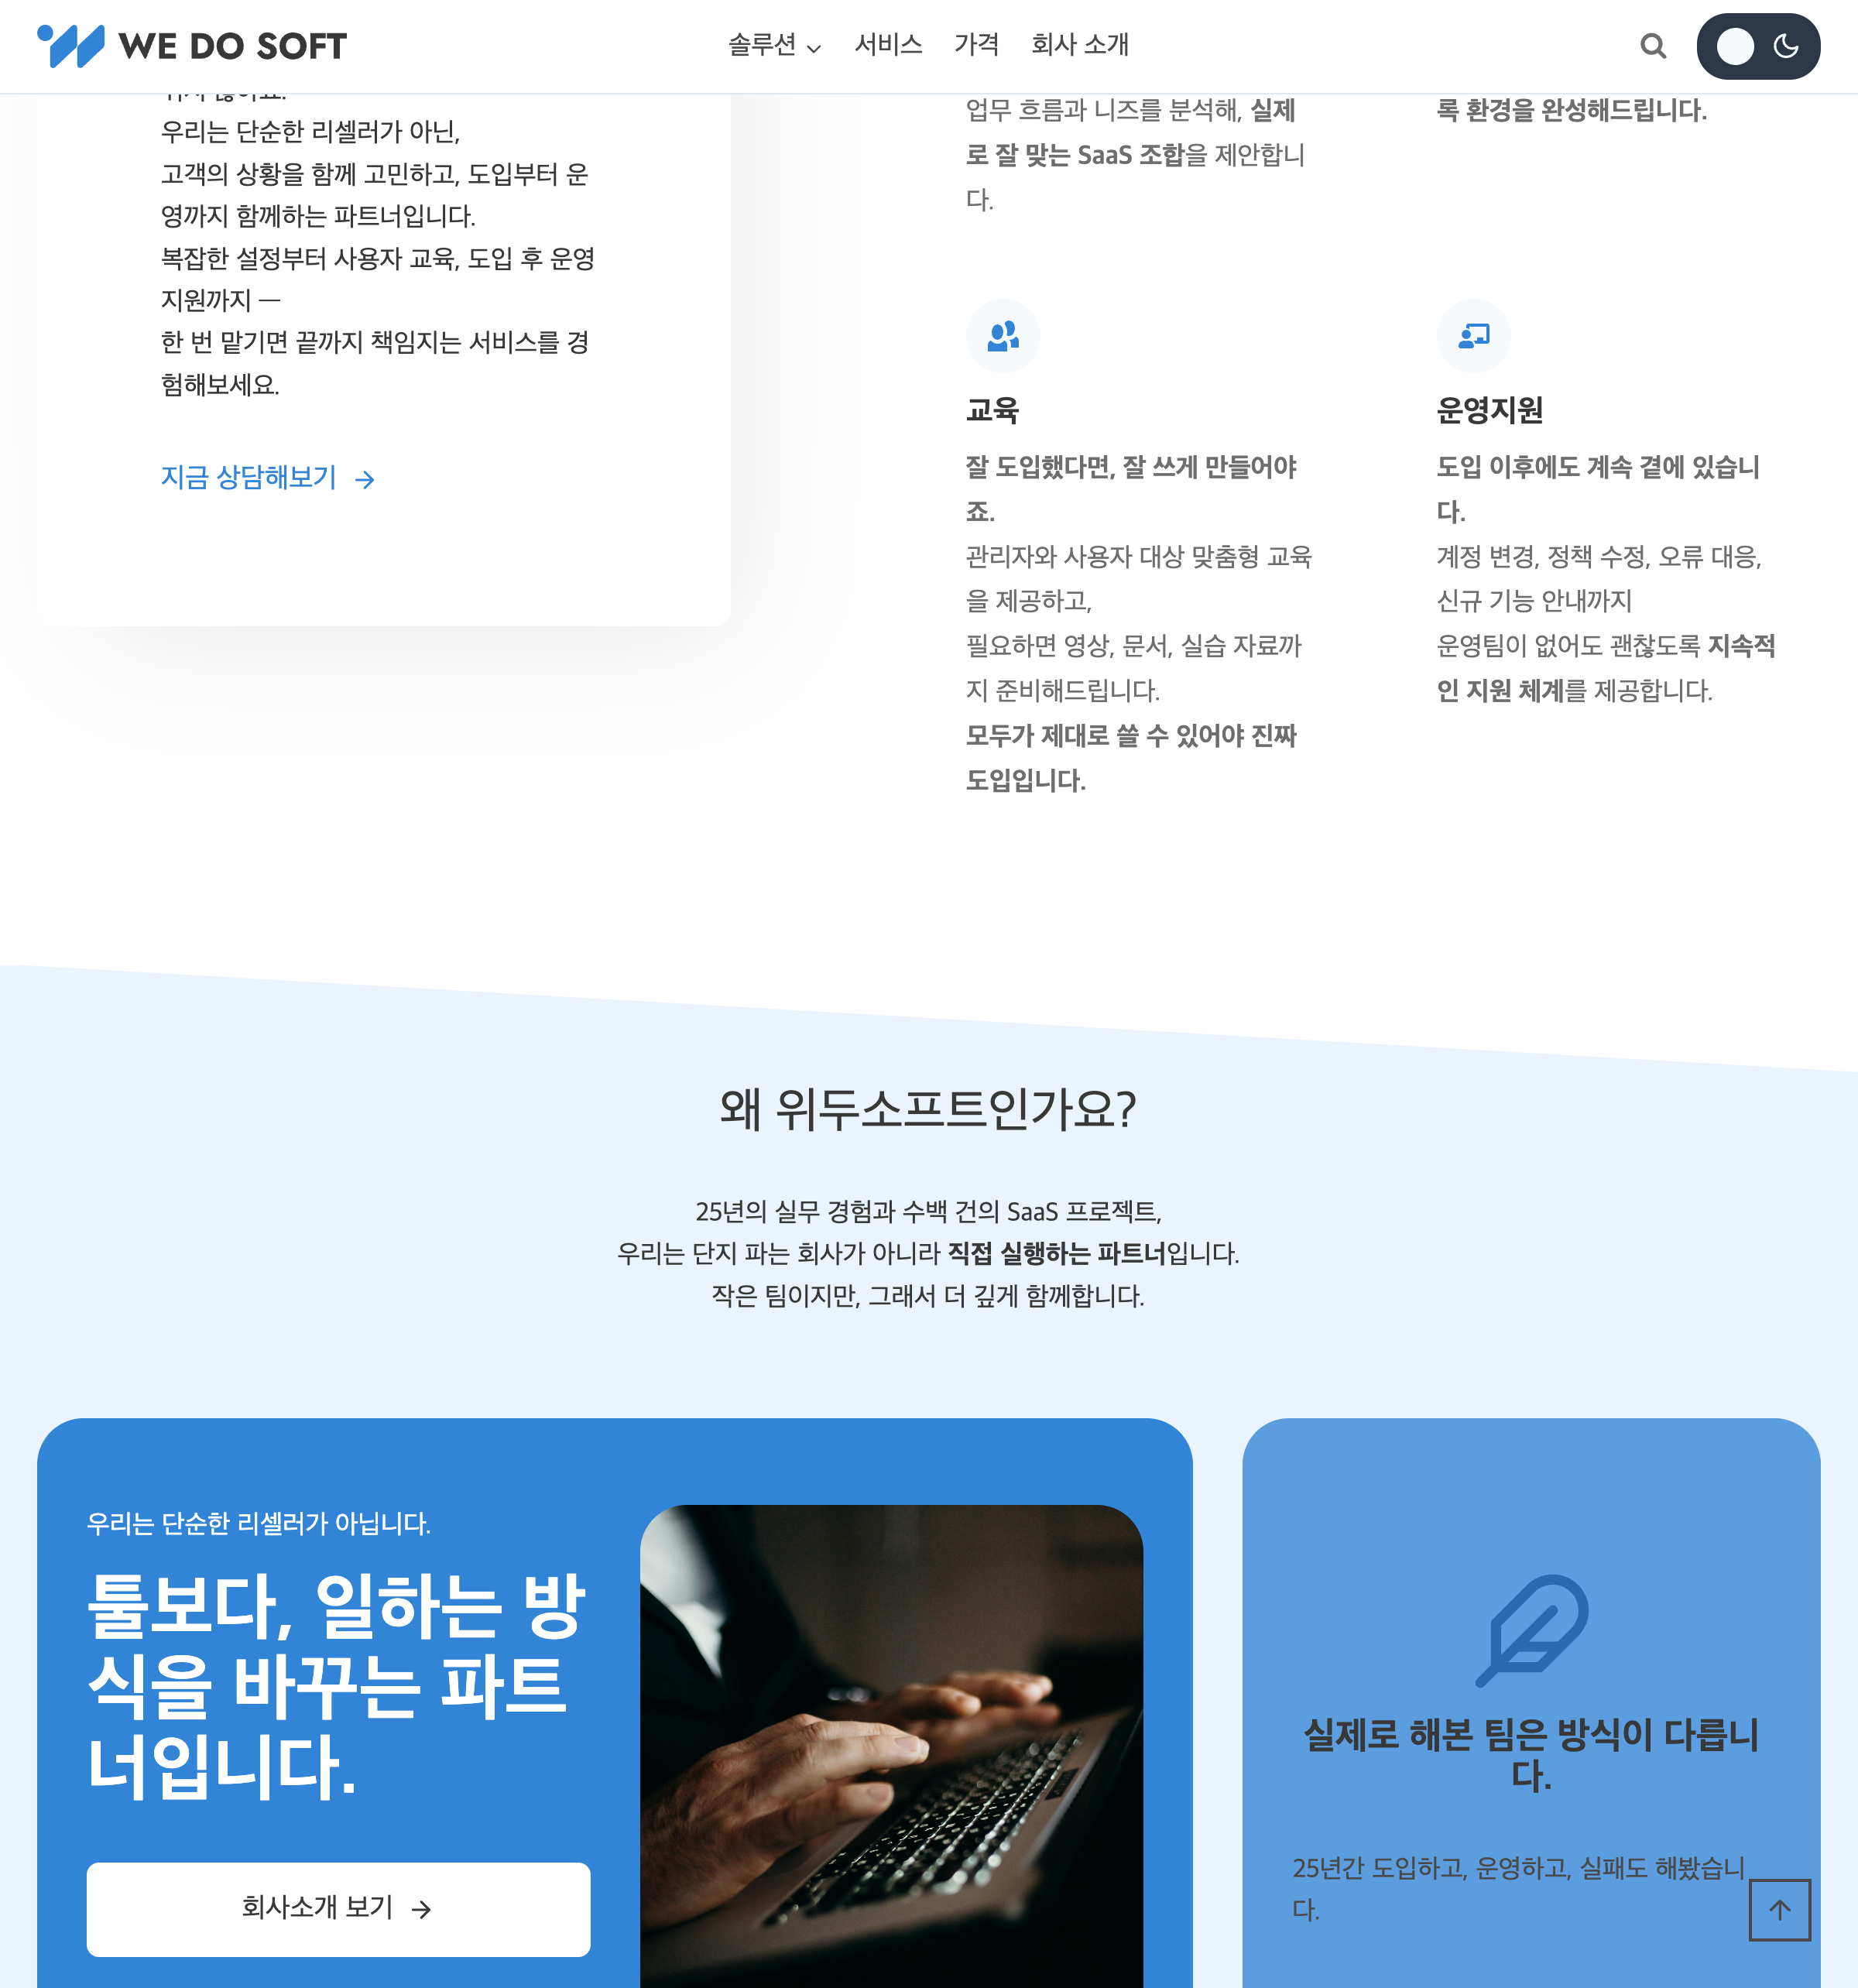 WE DO SOFT
솔루션
서비스
가격
회사 소개
우리는 단순한 리셀러가 아닌,
고객의 상황을 함께 고민하고, 도입부터 운
영까지 함께하는 파트너입니다.
복잡한 설정부터 사용자 교육, 도입 후 운영
지원까지 —
한 번 맡기면 끝까지 책임지는 서비스를 경
험해보세요.
지금 상담해보기 →
업무 흐름과 니즈를 분석해, 실제
로 잘 맞는 SaaS 조합을 제안합니
다.
록 환경을 완성해드립니다.
교육
잘 도입했다면, 잘 쓰게 만들어야
죠.
관리자와 사용자 대상 맞춤형 교육
을 제공하고,
필요하면 영상, 문서, 실습 자료까
지 준비해드립니다.
모두가 제대로 쓸 수 있어야 진짜
도입입니다.
운영지원
도입 이후에도 계속 곁에 있습니
다.
계정 변경, 정책 수정, 오류 대응,
신규 기능 안내까지
운영팀이 없어도 괜찮도록 지속적
인 지원 체계를 제공합니다.
왜 위두소프트인가요?
25년의 실무 경험과 수백 건의 SaaS 프로젝트,
우리는 단지 파는 회사가 아니라 직접 실행하는 파트너입니다.
작은 팀이지만, 그래서 더 깊게 함께합니다.
우리는 단순한 리셀러가 아닙니다.
툴보다, 일하는 방
식을 바꾸는 파트
너입니다.
회사소개 보기 →
실제로 해본 팀은 방식이 다릅니
다.
25년간 도입하고, 운영하고, 실패도 해봤습니
다.